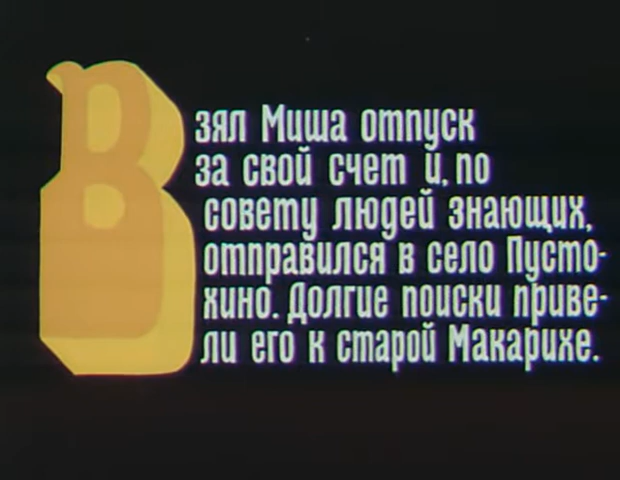 Взял Миша отпуск
за свой счет и, по
совету людей знающих,
отправился в село Пусто-
хино. Долгие поиски приве-
ли его к старой Макарихе.